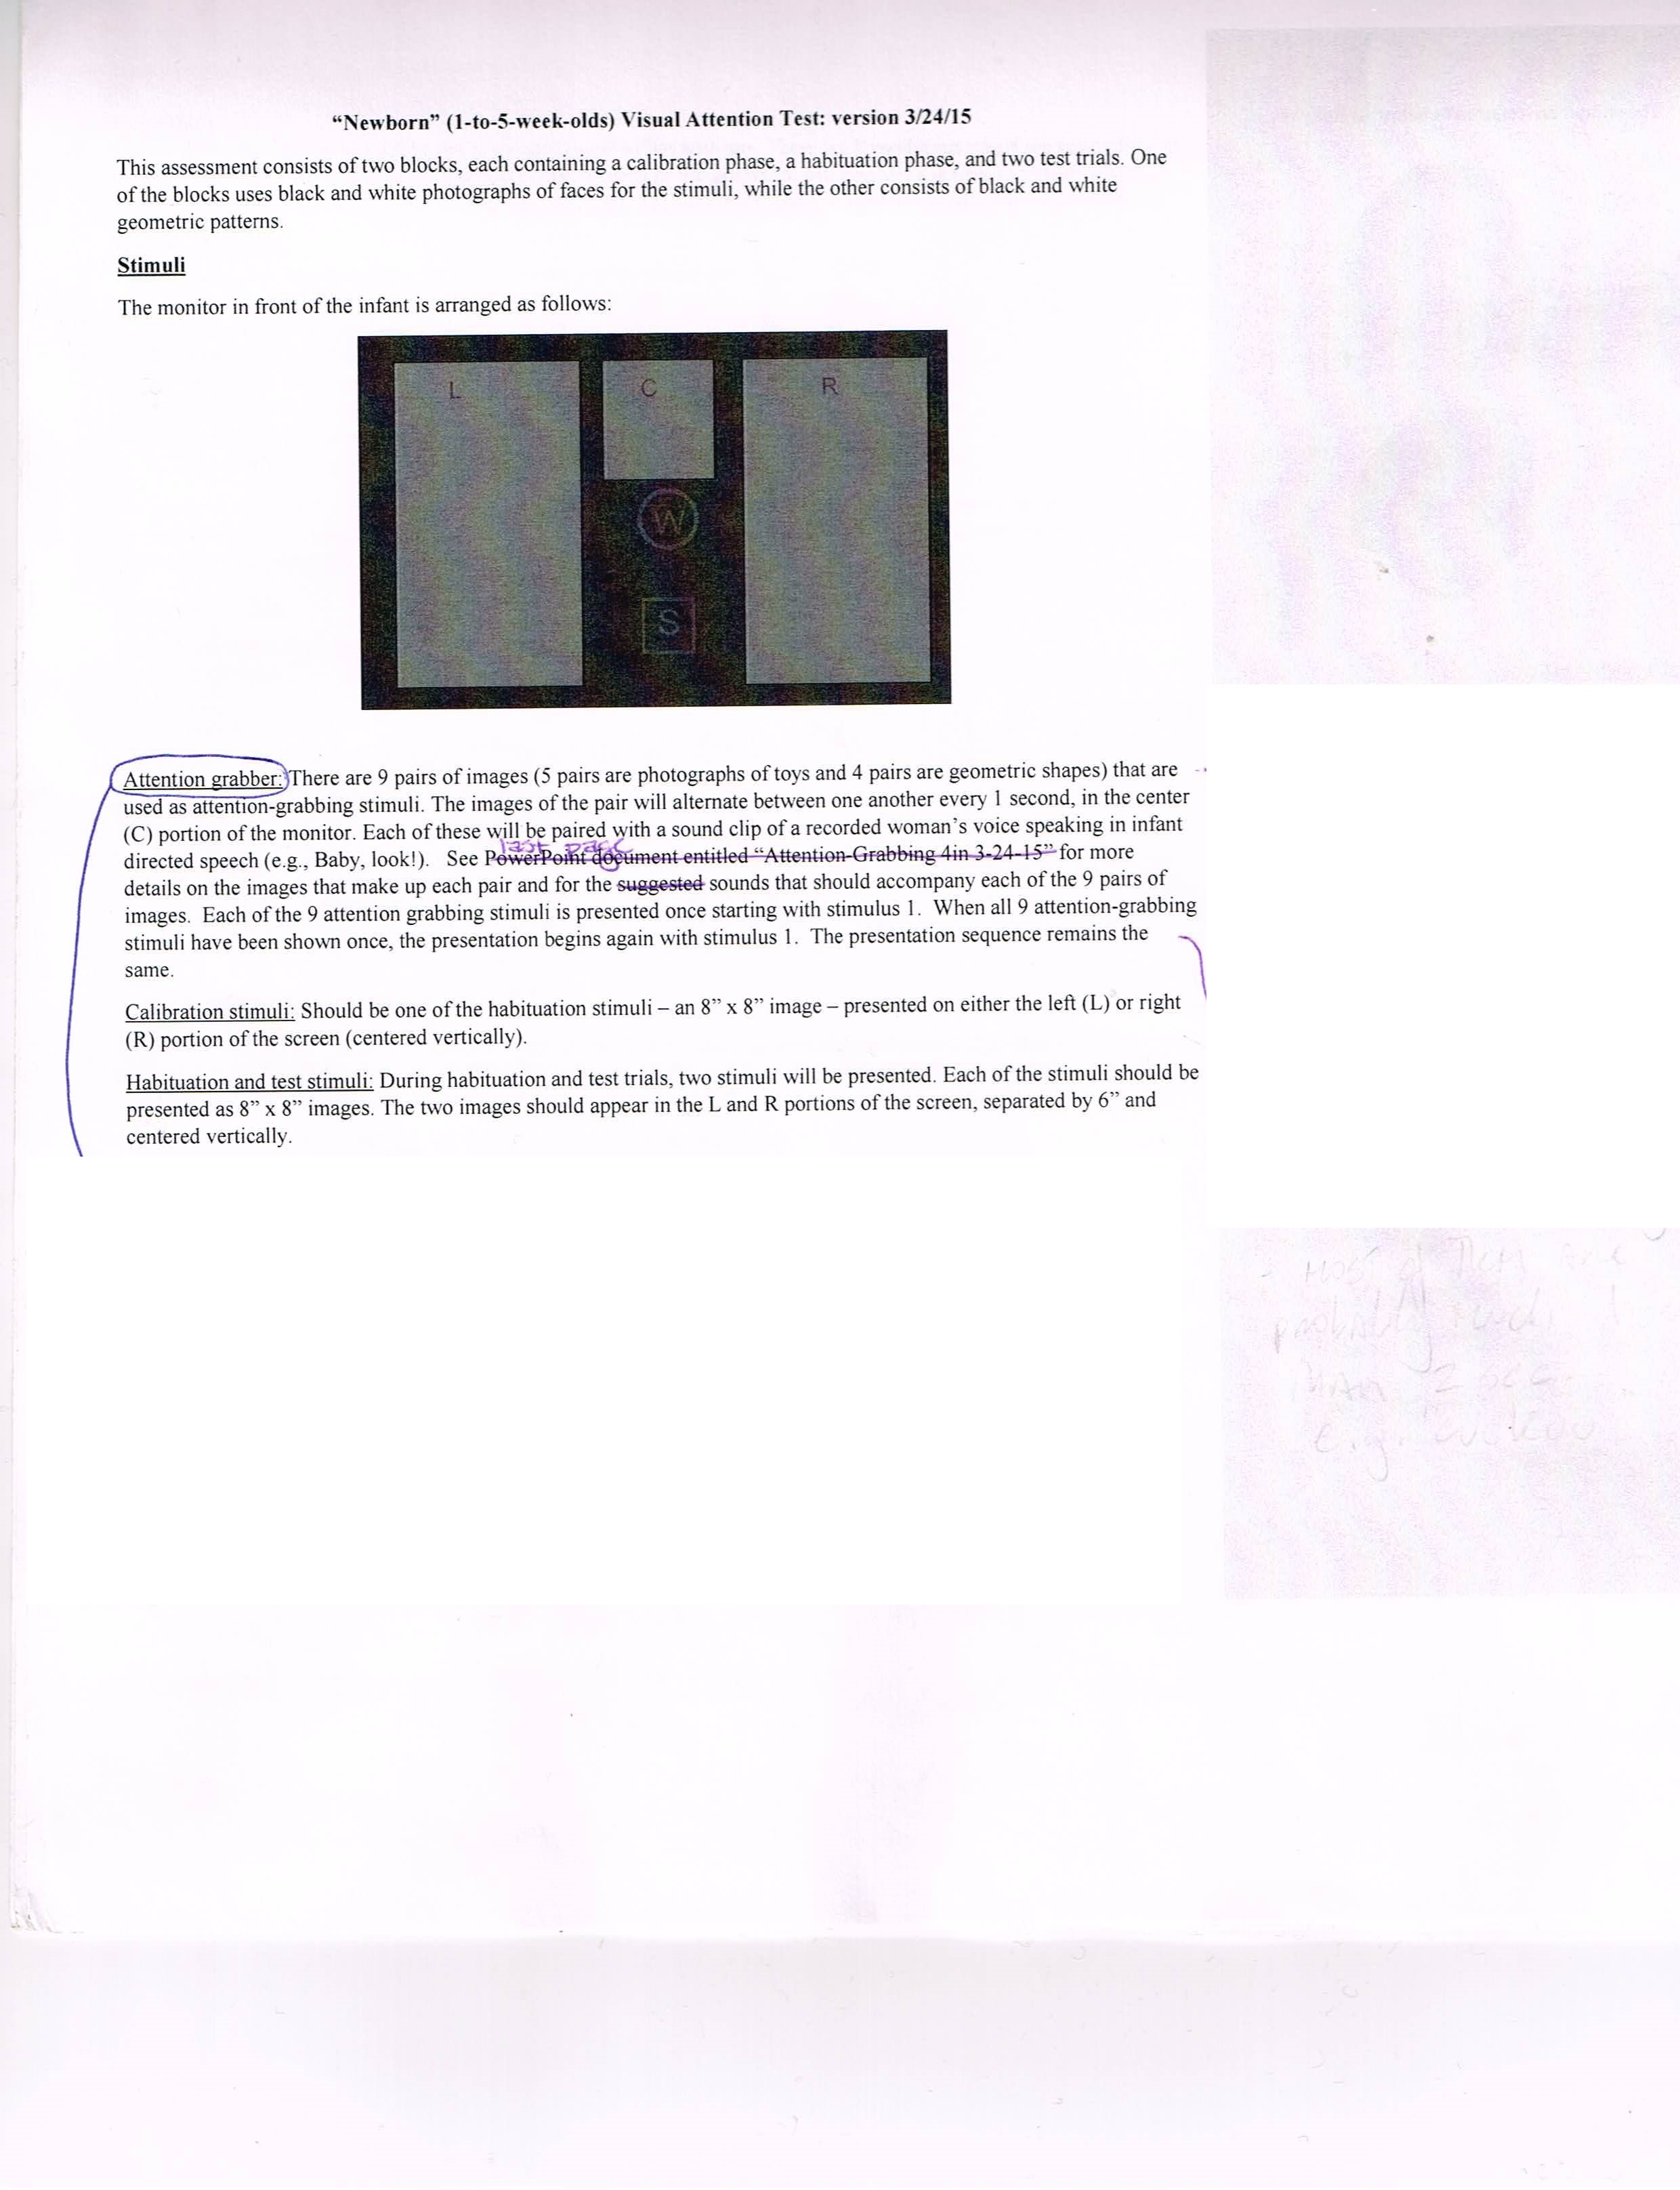 “Newborn” (1-to-5-week-olds) Visual Attention Test: version 3/24/15
This assessment consists of two blocks, each containing a calibration phase, a habituation phase, and two test trials. One
of the blocks uses black and white photographs of faces for the stimuli, while the other consists of black and white
geometric patterns.
Stimuli
The monitor in front of the infant is arranged as follows:
L C R
W
S
Attention grabber: There are 9 pairs of images (5 pairs are photographs of toys and 4 pairs are geometric shapes) that are
used as attention-grabbing stimuli. The images of the pair will alternate between one another every 1 second, in the center
(C) portion of the monitor. Each of these will be paired with a sound clip of a recorded woman’s voice speaking in infant
last page
directed speech (e.g., Baby, look!). See PowerPoint document entitled “Attention-Grabbing 4in 3-24-15” for more
details on the images that make up each pair and for the suggested sounds that should accompany each of the 9 pairs of
images. Each of the 9 attention grabbing stimuli is presented once starting with stimulus 1. When all 9 attention-grabbing
stimuli have been shown once, the presentation begins again with stimulus 1. The presentation sequence remains the
same.
Calibration stimuli: Should be one of the habituation stimuli – an 8” x 8” image – presented on either the left (L) or right
(R) portion of the screen (centered vertically).
Habituation and test stimuli: During habituation and test trials, two stimuli will be presented. Each of the stimuli should be
presented as 8” x 8” images. The two images should appear in the L and R portions of the screen, separated by 6” and
centered vertically.
Most of them are
probably
than 2 sec
e.g.